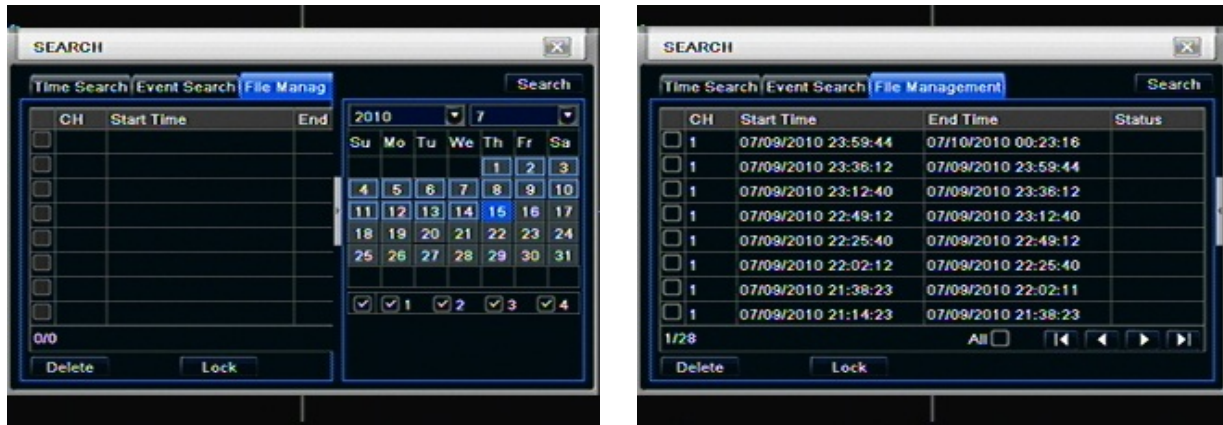 SEARCH
Time Search Event Search File Manag Search
CH Start Time End
2010 7
Su Mo Tu We Th Fr Sa
1 2 3
4 5 6 7 8 9 10
11 12 13 14 15 16 17
18 19 20 21 22 23 24
25 26 27 28 29 30 31
1 2 3 4
0/0
Delete Lock
SEARCH
Time Search Event Search File Management Search
CH Start Time End Time Status
1 07/09/2010 23:59:44 07/10/2010 00:23:16
1 07/09/2010 23:36:12 07/09/2010 23:59:44
1 07/09/2010 23:12:40 07/09/2010 23:36:12
1 07/09/2010 22:49:12 07/09/2010 23:12:40
1 07/09/2010 22:25:40 07/09/2010 22:49:12
1 07/09/2010 22:02:12 07/09/2010 22:25:40
1 07/09/2010 21:38:23 07/09/2010 22:02:11
1 07/09/2010 21:14:23 07/09/2010 21:38:23
1/28 All
Delete Lock